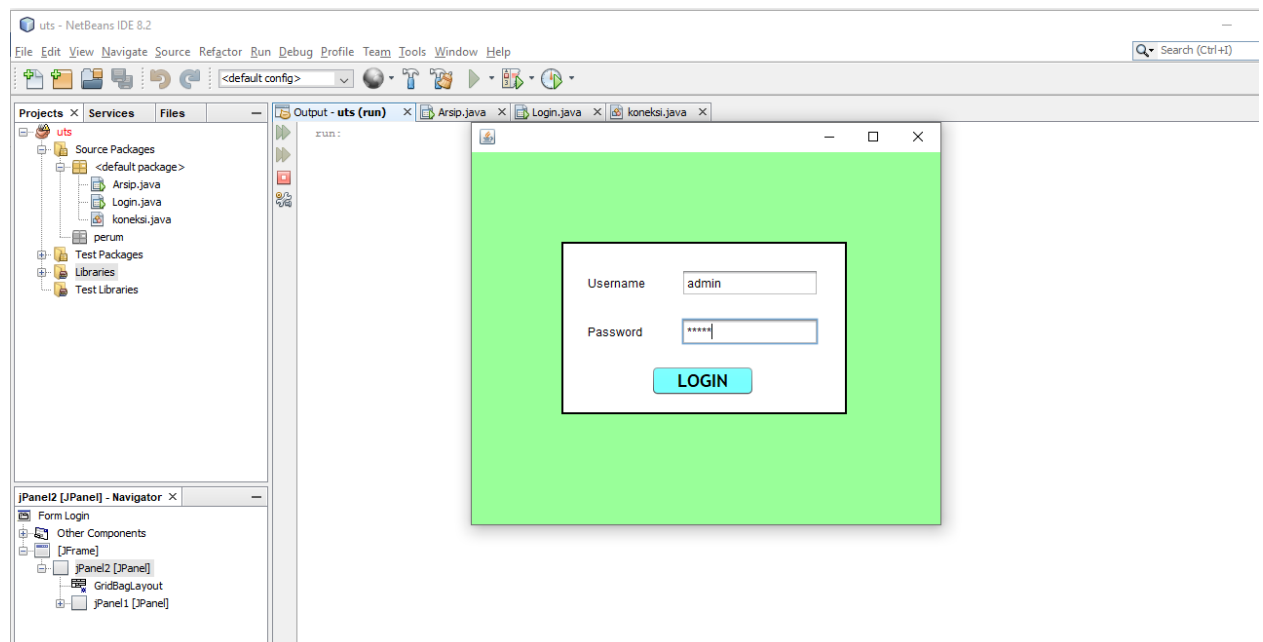 uts - NetBeans IDE 8.2
File Edit View Navigate Source Refactor Run Debug Profile Team Tools Window Help
Search (Ctrl+I)
<default config>
Projects Services Files
Output - uts (run) Arsip.java Login.java koneksi.java
uts
Source Packages
<default package>
Arsip.java
Login.java
koneksi.java
perum
Test Packages
Libraries
Test Libraries
run:
Username admin
Password *****
LOGIN
jPanel2 [JPanel] - Navigator
Form Login
Other Components
[JFrame]
jPanel2 [JPanel]
GridBagLayout
jPanel1 [JPanel]